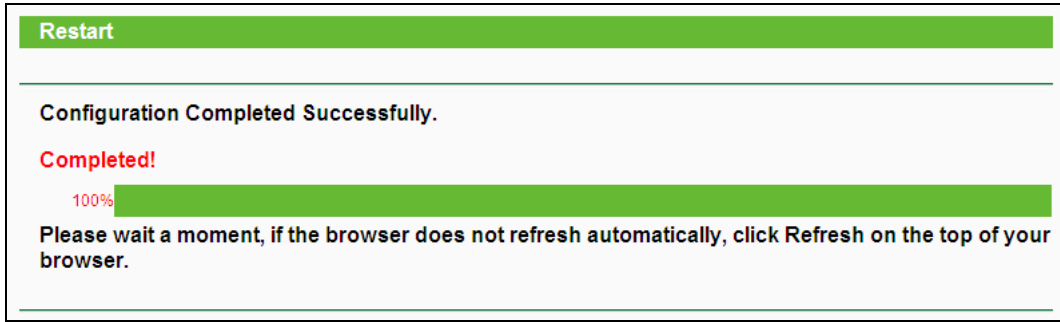 Restart
Configuration Completed Successfully.
Completed!
100%
Please wait a moment, if the browser does not refresh automatically, click Refresh on the top of your
browser.